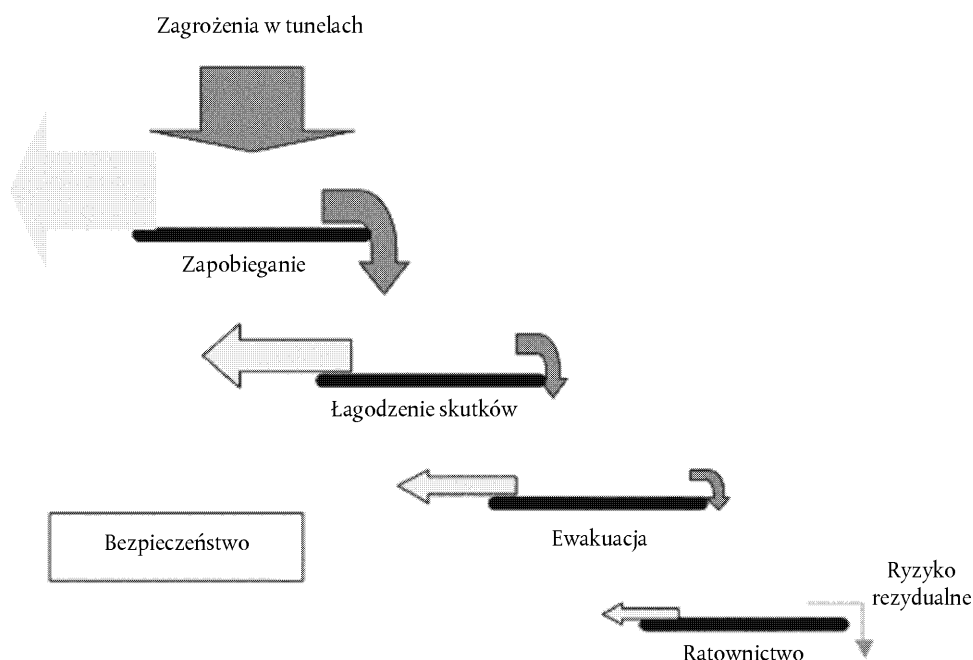 Zagrożenia w tunelach
Zapobieganie
Łagodzenie skutków
Ewakuacja
Bezpieczeństwo
Ryzyko
rezydualne
Ratownictwo